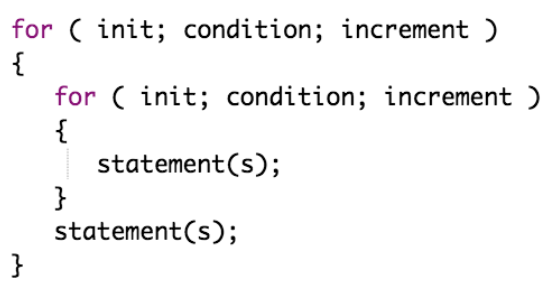 for ( init; condition; increment )
{
   for ( init; condition; increment )
   {
      statement(s);
   }
   statement(s);
}